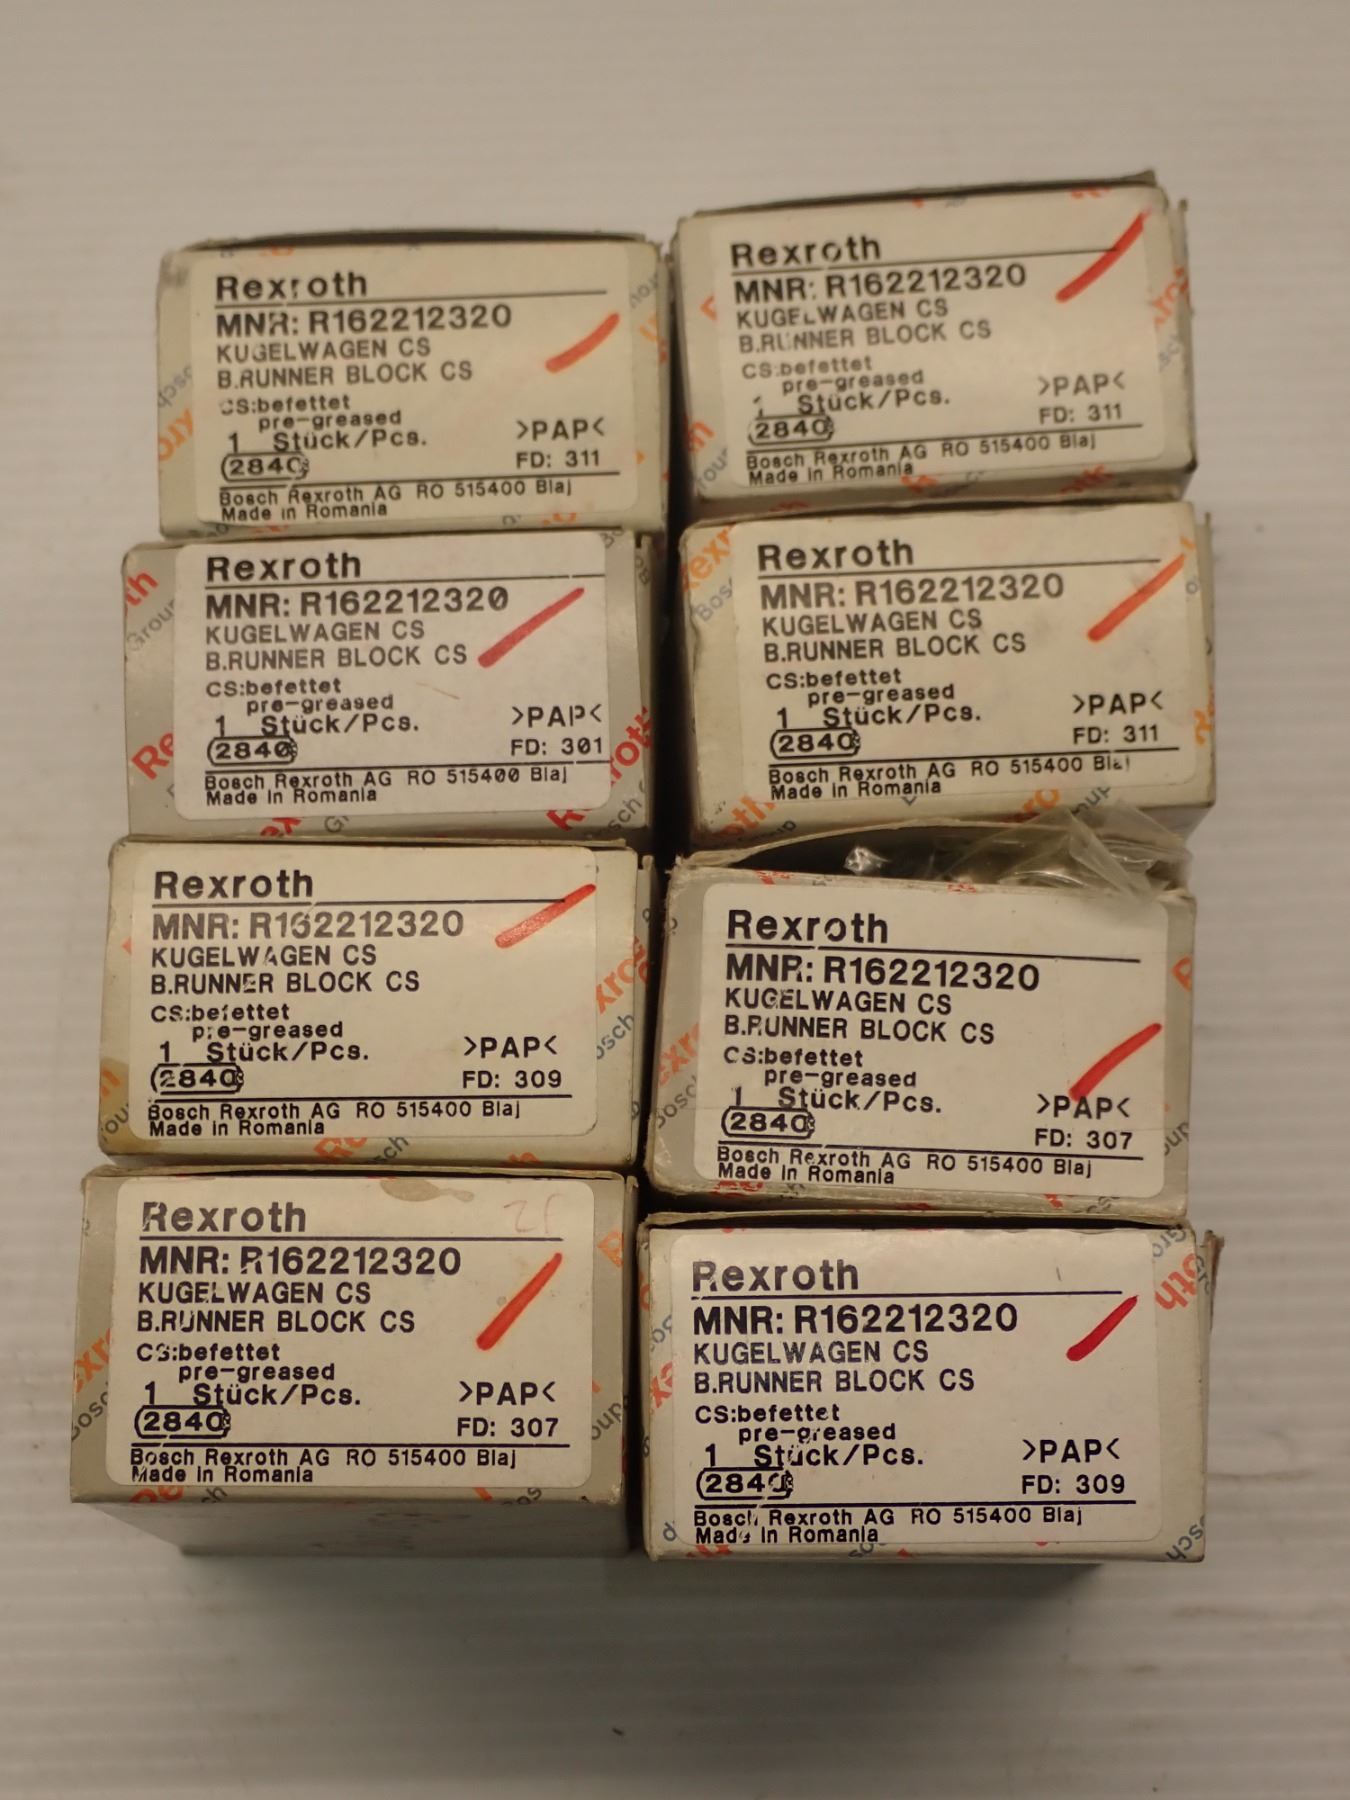 Rexroth
MNR: R162212320
KUGELWAGEN CS
B.RUNNER BLOCK CS
CS:befettet
pre-greased
1 Stück/Pcs. >PAP<
2840 FD: 311
Bosch Rexroth AG RO 515400 Blaj
Made in Romania
Rexroth
MNR: R162212320
KUGELWAGEN CS
B.RUNNER BLOCK CS
CS:befettet
pre-greased
1 Stück/Pcs. >PAP<
2840 FD: 311
Bosch Rexroth AG RO 515400 Blaj
Made in Romania
Rexroth
MNR: R162212320
KUGELWAGEN CS
B.RUNNER BLOCK CS
CS:befettet
pre-greased
1 Stück/Pcs. >PAP<
2840 FD: 301
Bosch Rexroth AG RO 515400 Blaj
Made in Romania
Rexroth
MNR: R162212320
KUGELWAGEN CS
B.RUNNER BLOCK CS
CS:befettet
pre-greased
1 Stück/Pcs. >PAP<
2840 FD: 311
Bosch Rexroth AG RO 515400 Blaj
Made in Romania
Rexroth
MNR: R162212320
KUGELWAGEN CS
B.RUNNER BLOCK CS
CS:befettet
pre-greased
1 Stück/Pcs. >PAP<
2840 FD: 309
Bosch Rexroth AG RO 515400 Blaj
Made in Romania
Rexroth
MNR: R162212320
KUGELWAGEN CS
B.RUNNER BLOCK CS
CS:befettet
pre-greased
1 Stück/Pcs. >PAP<
2840 FD: 307
Bosch Rexroth AG RO 515400 Blaj
Made in Romania
Rexroth
MNR: R162212320
KUGELWAGEN CS
B.RUNNER BLOCK CS
CS:befettet
pre-greased
1 Stück/Pcs. >PAP<
2840 FD: 307
Bosch Rexroth AG RO 515400 Blaj
Made in Romania
Rexroth
MNR: R162212320
KUGELWAGEN CS
B.RUNNER BLOCK CS
CS:befettet
pre-greased
1 Stück/Pcs. >PAP<
2840 FD: 309
Bosch Rexroth AG RO 515400 Blaj
Made in Romania